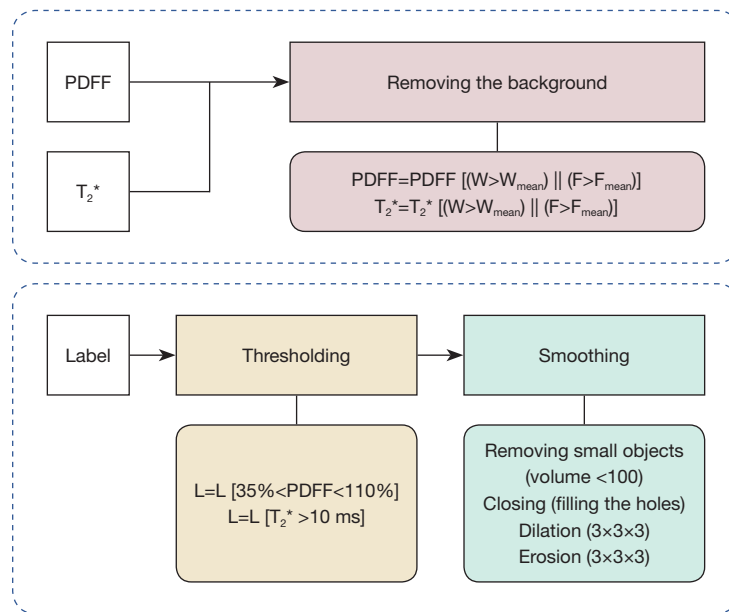 PDFF
Removing the background
T₂*
PDFF=PDFF [(W>Wmean) || (F>Fmean)]
T₂*=T₂* [(W>Wmean) || (F>Fmean)]
Label
Thresholding
Smoothing
L=L [35%<PDFF<110%]
L=L [T₂* >10 ms]
Removing small objects
(volume <100)
Closing (filling the holes)
Dilation (3×3×3)
Erosion (3×3×3)